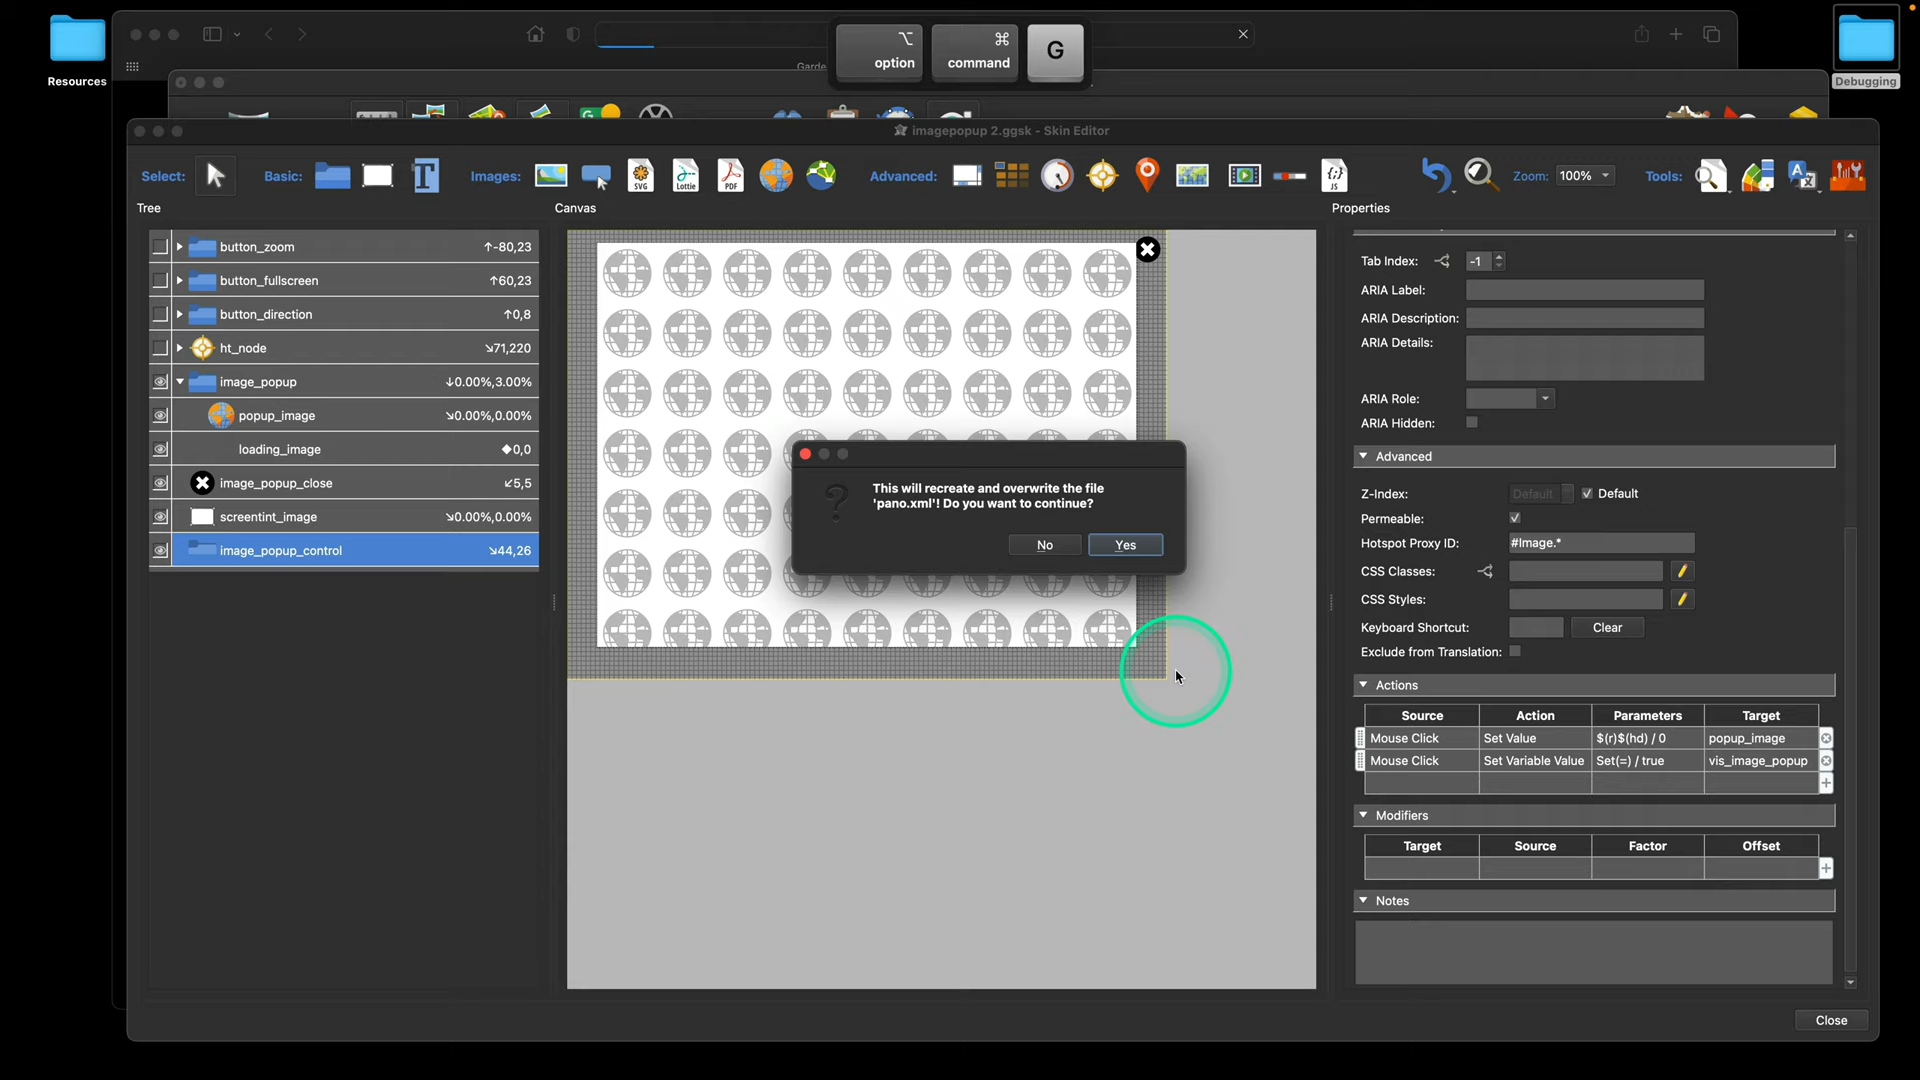 Resources
Debugging
Garde
option
command
G
imagepopup 2.ggsk - Skin Editor
Select:
Basic:
T
Images:
SVG
Lottie
PDF
Advanced:
JS
Zoom:
100%
Tools:
Tree
Canvas
Properties
button_zoom ↑-80,23
button_fullscreen ↑60,23
button_direction ↑0,8
ht_node ↘71,220
image_popup ↓0.00%,3.00%
popup_image ↘0.00%,0.00%
loading_image ◆0,0
image_popup_close ↙5,5
screentint_image ↘0.00%,0.00%
image_popup_control ↘44,26
This will recreate and overwrite the file
'pano.xml'! Do you want to continue?
No
Yes
Tab Index: -1
ARIA Label:
ARIA Description:
ARIA Details:
ARIA Role:
ARIA Hidden:
Advanced
Z-Index: Default Default
Permeable:
Hotspot Proxy ID: #Image.*
CSS Classes:
CSS Styles:
Keyboard Shortcut: Clear
Exclude from Translation:
Actions
Source Action Parameters Target
Mouse Click Set Value $(r)$(hd) / 0 popup_image
Mouse Click Set Variable Value Set(=) / true vis_image_popup
Modifiers
Target Source Factor Offset
Notes
Close